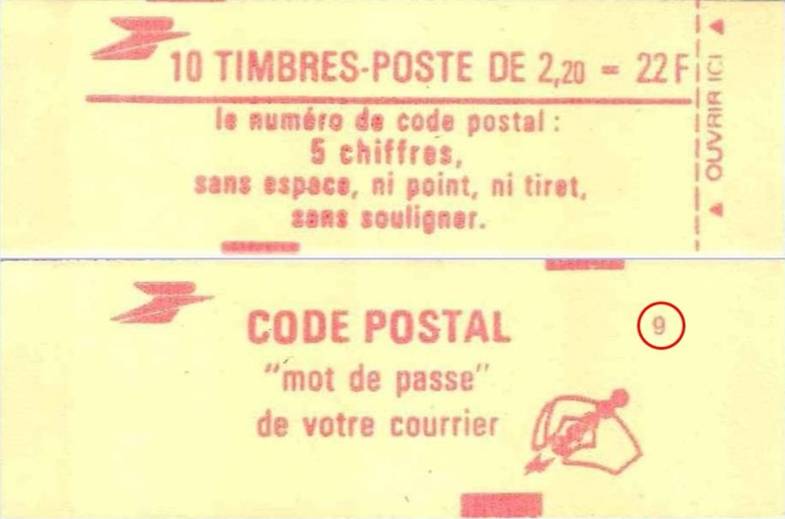 10 TIMBRES-POSTE DE 2,20 = 22 F
le numéro de code postal :
5 chiffres,
sans espace, ni point, ni tiret,
sans souligner.
▲ OUVRIR ICI ▲
CODE POSTAL
9
"mot de passe"
de votre courrier